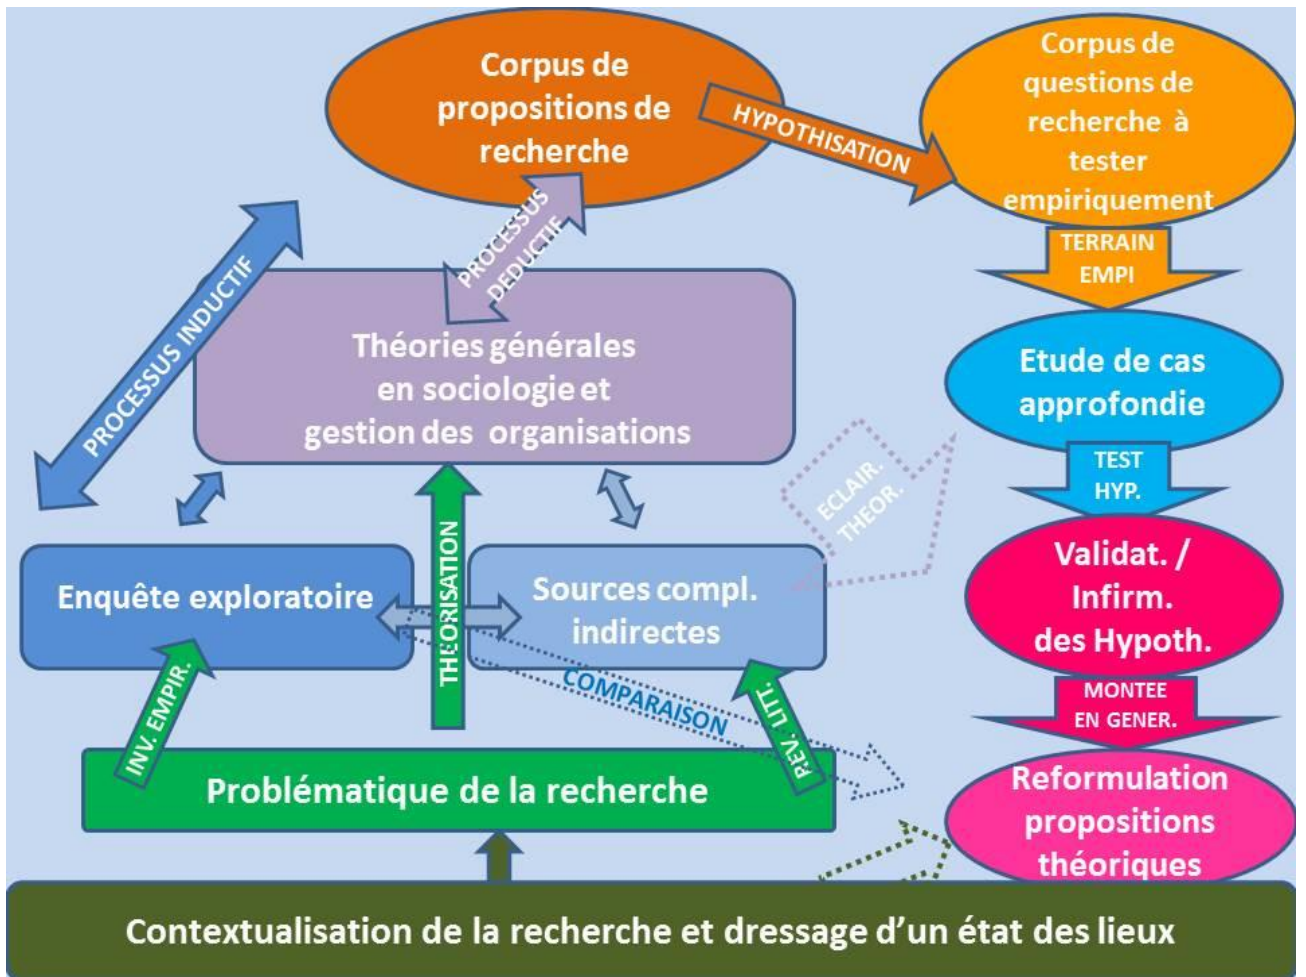 Corpus de
propositions de
recherche
HYPOTHISATION
Corpus de
questions de
recherche à
tester
empiriquement
TERRAIN
EMPI
PROCESSUS
DEDUCTIF
PROCESSUS INDUCTIF
Théories générales
en sociologie et
gestion des organisations
Etude de cas
approfondie
TEST
HYP.
ECLAIR.
THEOR.
Enquête exploratoire
THEORISATION
Sources compl.
indirectes
Validat. /
Infirm.
des Hypoth.
MONTEE
EN GENER.
INV. EMPIR.
COMPARAISON
REV. LITT.
Problématique de la recherche
Reformulation
propositions
théoriques
Contextualisation de la recherche et dressage d’un état des lieux